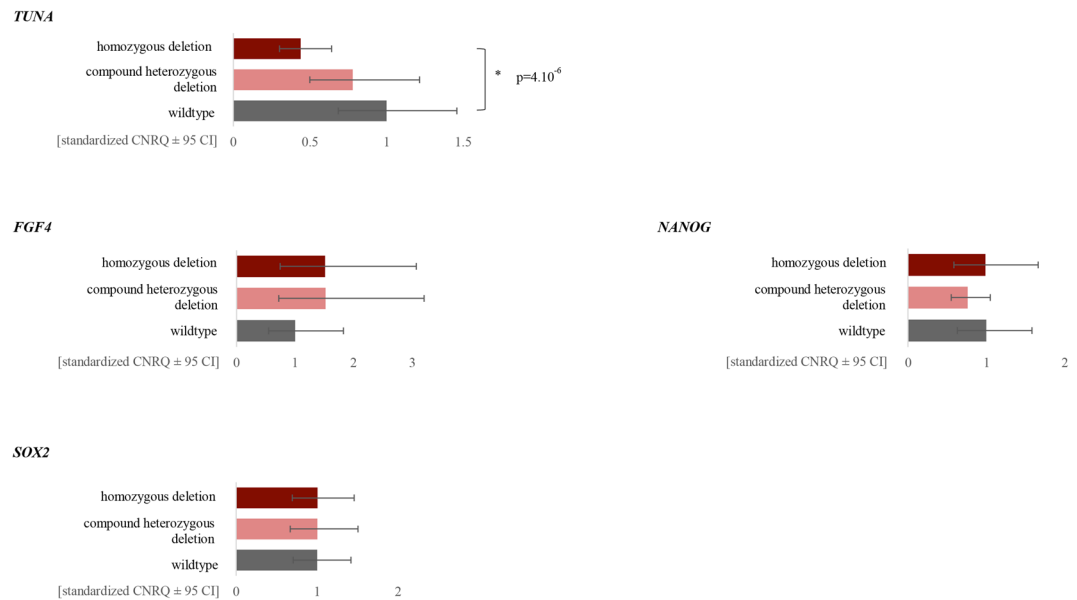 TUNA
homozygous deletion
compound heterozygous
deletion
* p=4.10-6
wildtype
[standardized CNRQ ± 95 CI] 0 0.5 1 1.5
FGF4
homozygous deletion
compound heterozygous
deletion
wildtype
[standardized CNRQ ± 95 CI] 0 1 2 3
NANOG
homozygous deletion
compound heterozygous
deletion
wildtype
[standardized CNRQ ± 95 CI] 0 1 2
SOX2
homozygous deletion
compound heterozygous
deletion
wildtype
[standardized CNRQ ± 95 CI] 0 1 2